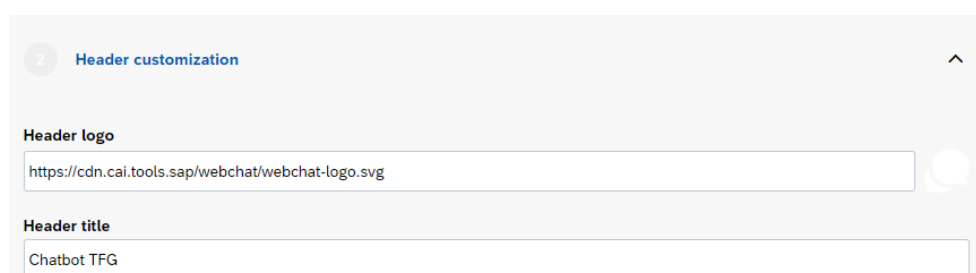 2
Header customization
Header logo
https://cdn.cai.tools.sap/webchat/webchat-logo.svg
Header title
Chatbot TFG